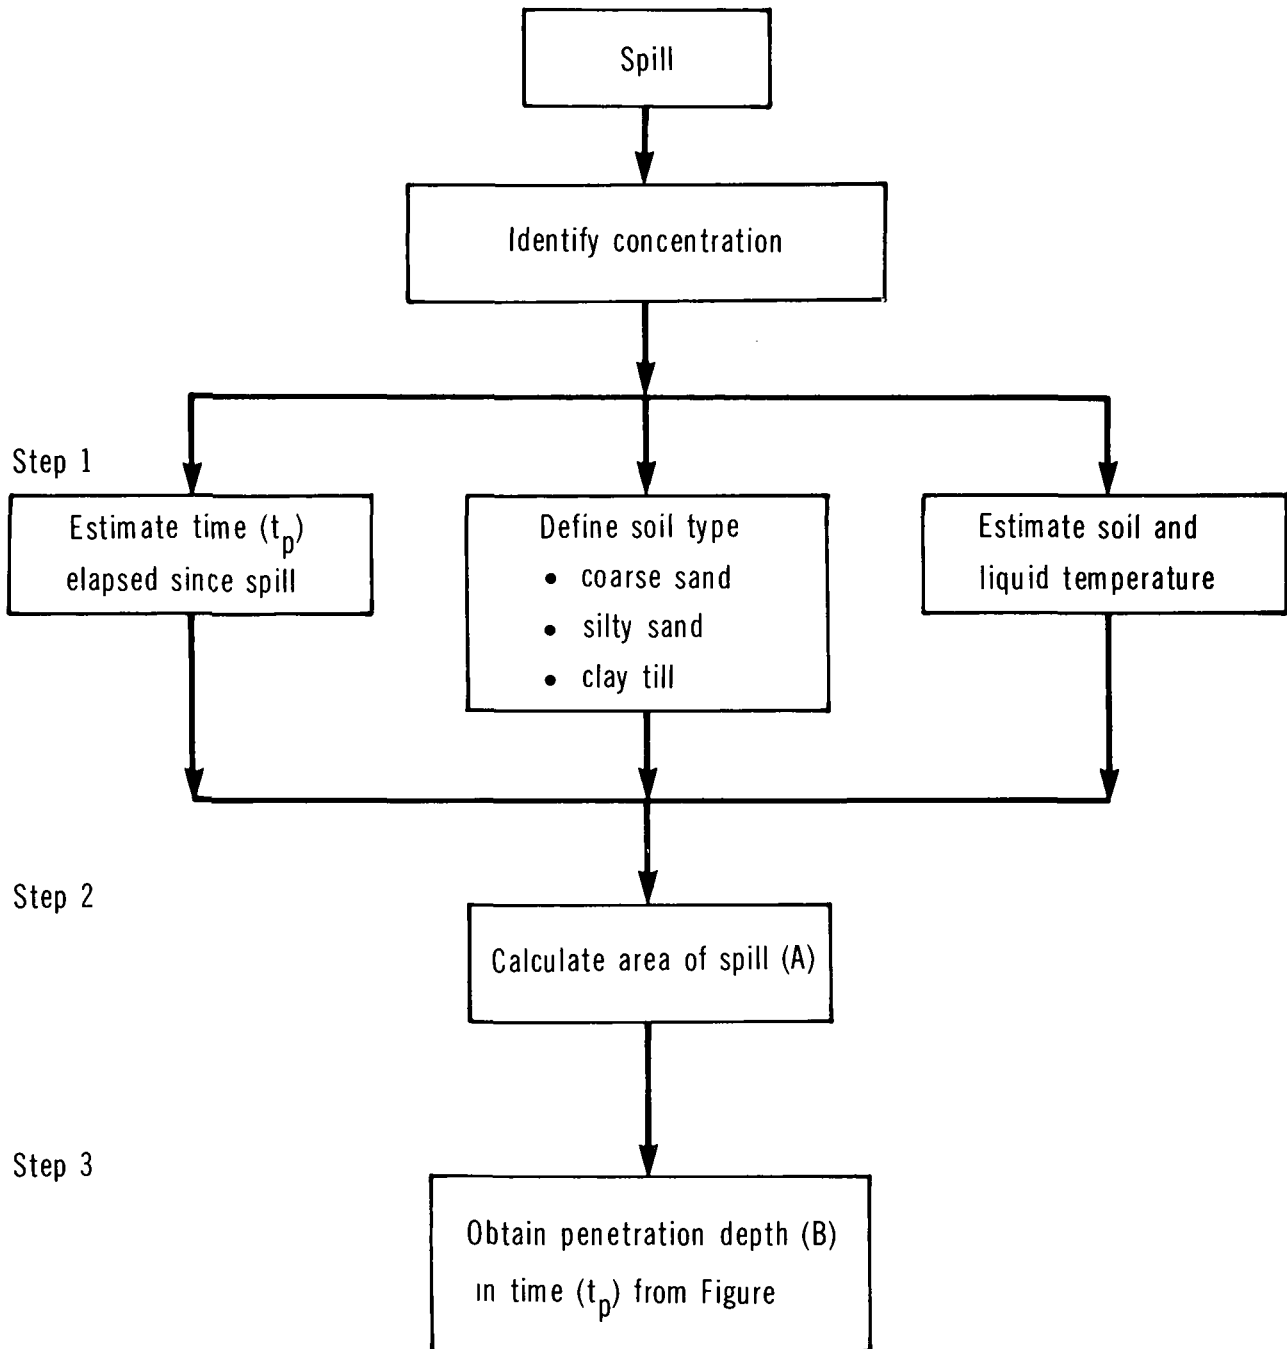 Spill
Identify concentration
Step 1
Estimate time (tp)
elapsed since spill
Define soil type
• coarse sand
• silty sand
• clay till
Estimate soil and
liquid temperature
Step 2
Calculate area of spill (A)
Step 3
Obtain penetration depth (B)
in time (tp) from Figure